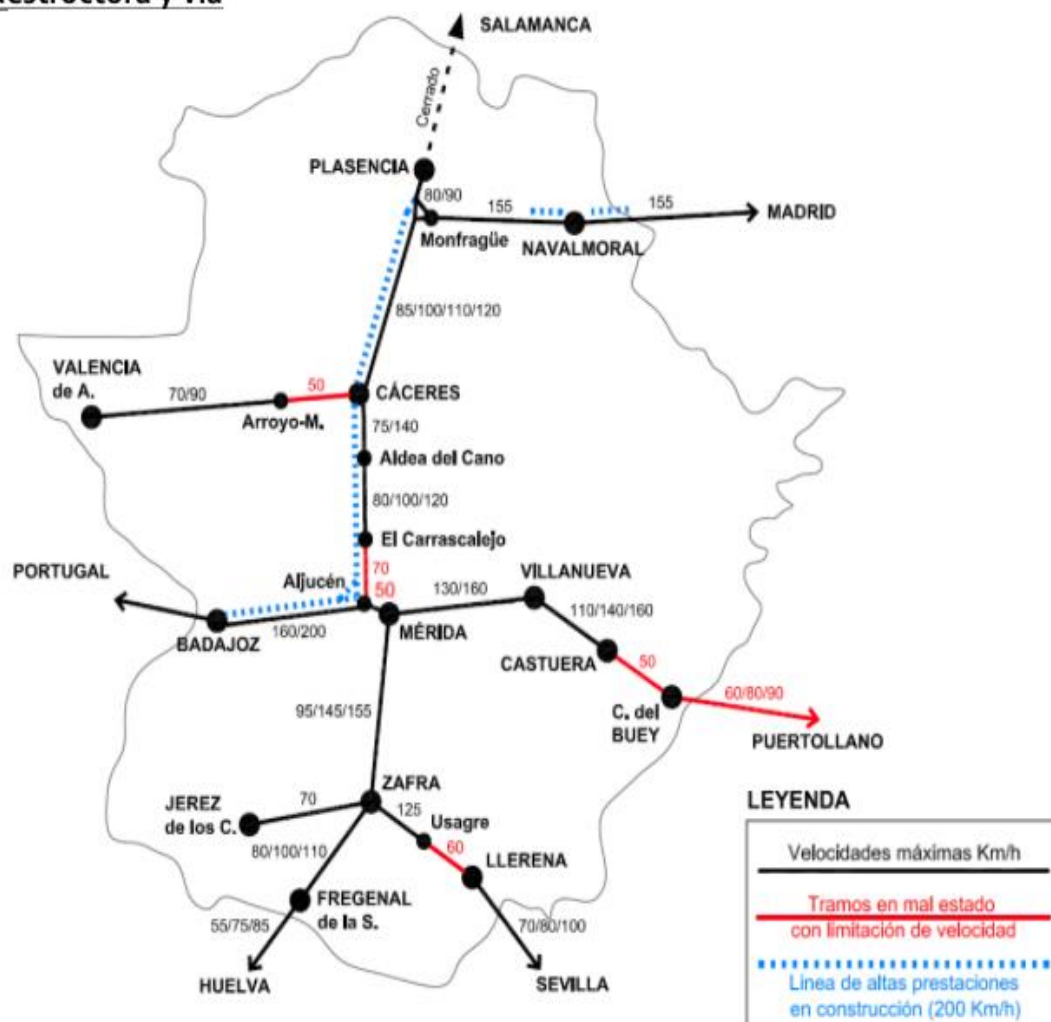 SALAMANCA
Cerrado
PLASENCIA
80/90
155
155
MADRID
Monfragüe
NAVALMORAL
85/100/110/120
VALENCIA
de A.
70/90
50
CÁCERES
Arroyo-M.
75/140
Aldea del Cano
80/100/120
El Carrascalejo
PORTUGAL
Aljucén
70
50
130/160
VILLANUEVA
110/140/160
BADAJOZ
160/200
MÉRIDA
CASTUERA
50
60/80/90
C. del
BUEY
PUERTOLLANO
95/145/155
ZAFRA
JEREZ
de los C.
70
125
Usagre
80/100/110
60
LLERENA
FREGENAL
de la S.
55/75/85
70/80/100
HUELVA
SEVILLA
LEYENDA
Velocidades máximas Km/h
Tramos en mal estado
con limitación de velocidad
Linea de altas prestaciones
en construcción (200 Km/h)